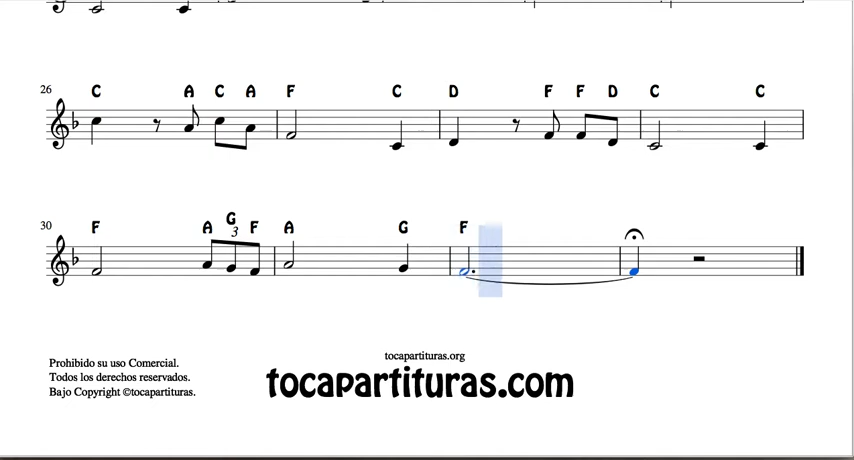 26 C A C A F C D F F D C C
30 F A G F A G F
3
tocapartituras.org
Prohibido su uso Comercial.
Todos los derechos reservados.
Bajo Copyright ©tocapartituras.
tocapartituras.com